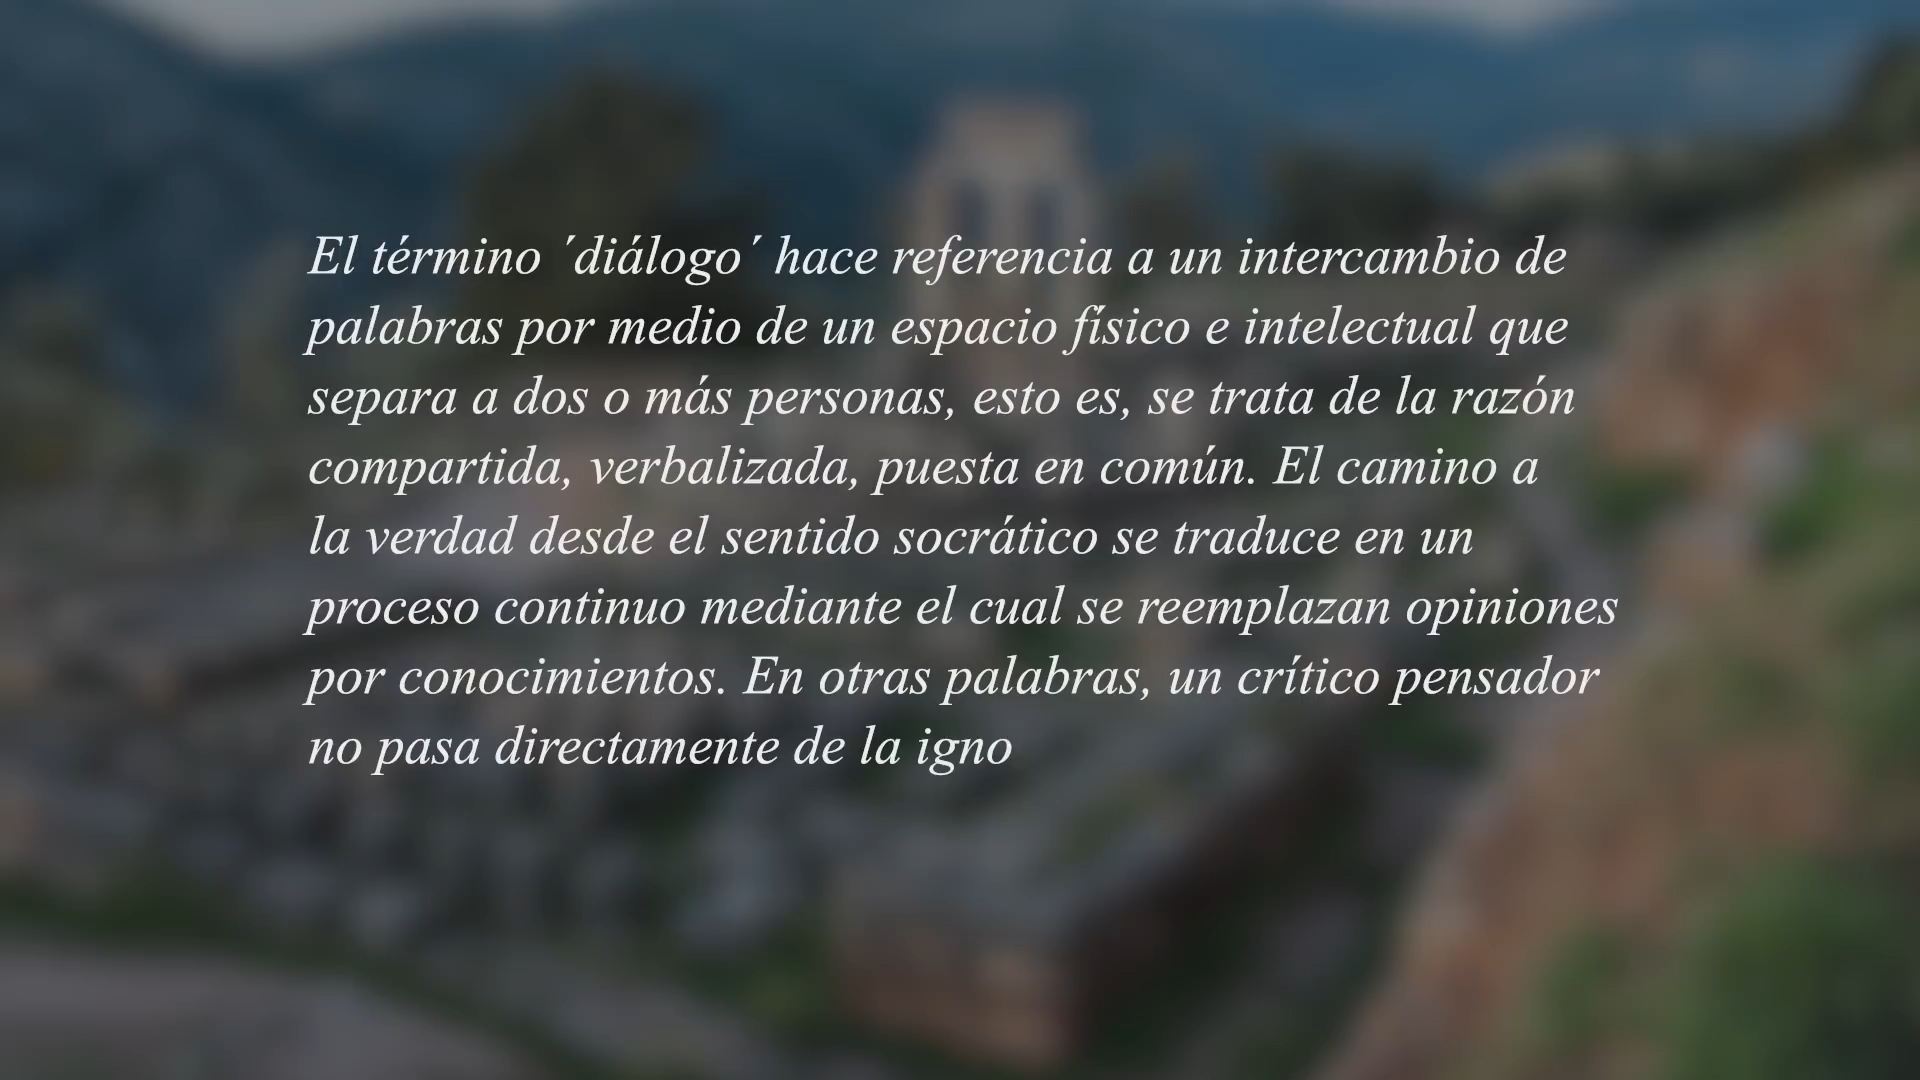 El término ´diálogo´ hace referencia a un intercambio de
palabras por medio de un espacio físico e intelectual que
separa a dos o más personas, esto es, se trata de la razón
compartida, verbalizada, puesta en común. El camino a
la verdad desde el sentido socrático se traduce en un
proceso continuo mediante el cual se reemplazan opiniones
por conocimientos. En otras palabras, un crítico pensador
no pasa directamente de la igno